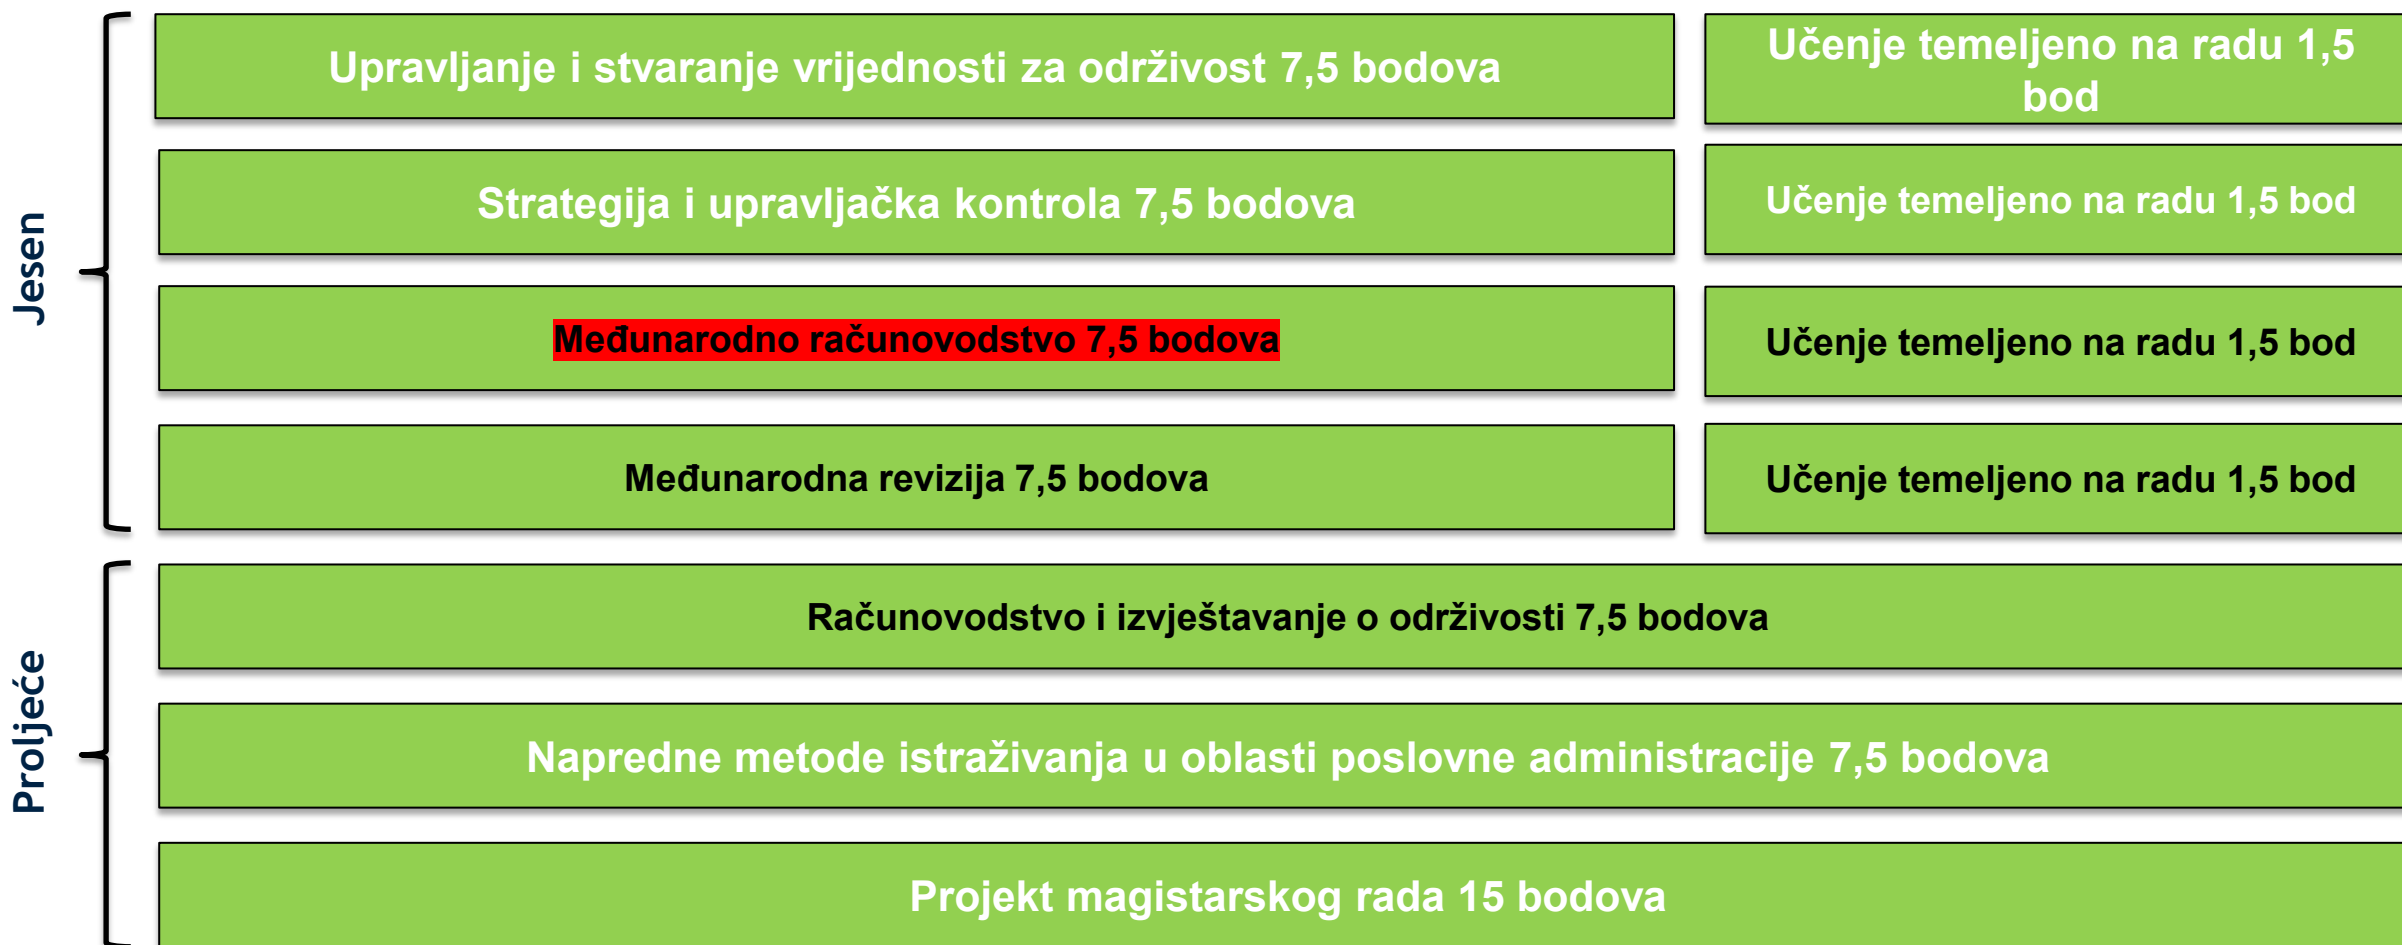 Jesen
Upravljanje i stvaranje vrijednosti za održivost 7,5 bodova
Učenje temeljeno na radu 1,5
bod
Strategija i upravljačka kontrola 7,5 bodova
Učenje temeljeno na radu 1,5 bod
Međunarodno računovodstvo 7,5 bodova
Učenje temeljeno na radu 1,5 bod
Međunarodna revizija 7,5 bodova
Učenje temeljeno na radu 1,5 bod
Proljeće
Računovodstvo i izvještavanje o održivosti 7,5 bodova
Napredne metode istraživanja u oblasti poslovne administracije 7,5 bodova
Projekt magistarskog rada 15 bodova